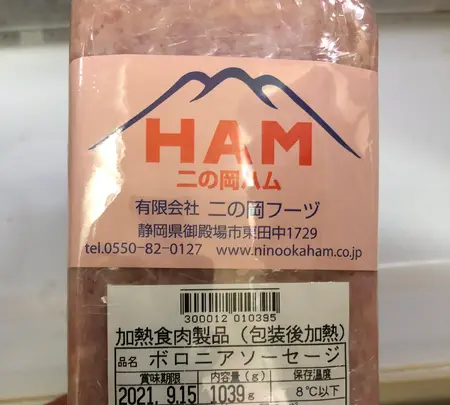 HAM
二の岡ハム
有限会社 二の岡フーヅ
静岡県御殿場市東田中1729
tel.0550-82-0127 www.ninookaham.co.jp
300012 010395
加熱食肉製品（包装後加熱）
品名 ボロニアソーセージ
賞味期限 内容量（g） 保存温度
2021. 9.15 1039g 8℃以下